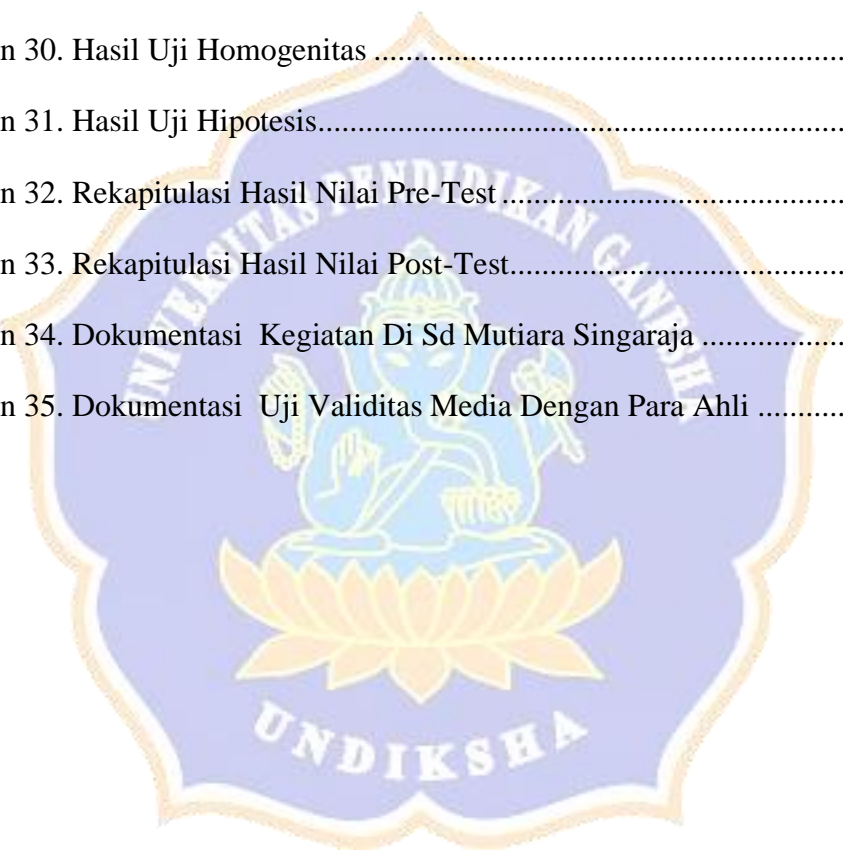 n 30. Hasil Uji Homogenitas ..........................................................
n 31. Hasil Uji Hipotesis.................................................................
n 32. Rekapitulasi Hasil Nilai Pre-Test ..........................................
n 33. Rekapitulasi Hasil Nilai Post-Test.........................................
n 34. Dokumentasi  Kegiatan Di Sd Mutiara Singaraja ..................
n 35. Dokumentasi  Uji Validitas Media Dengan Para Ahli ...........
UNIVERSITAS PENDIDIKAN GANESHA
UNDIKSHA